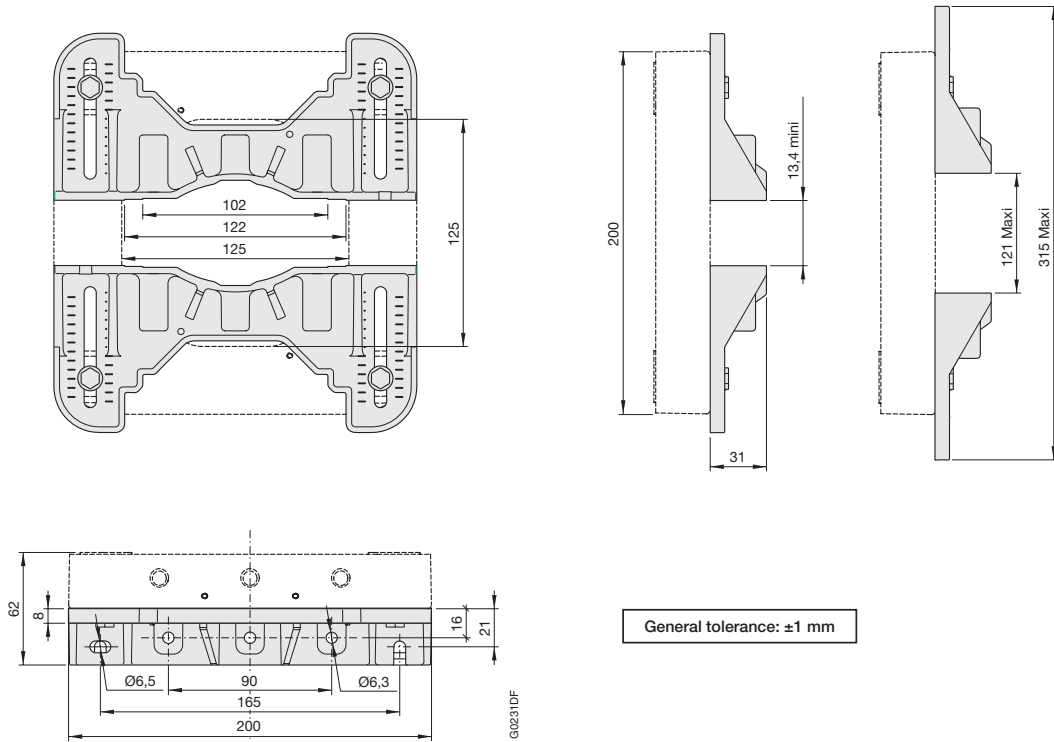 102
122
125
125
200
13,4 mini
31
121 Maxi
315 Maxi
62
8
16
21
Ø6,5
90
Ø6,3
165
200
G0231DF
General tolerance: ±1 mm